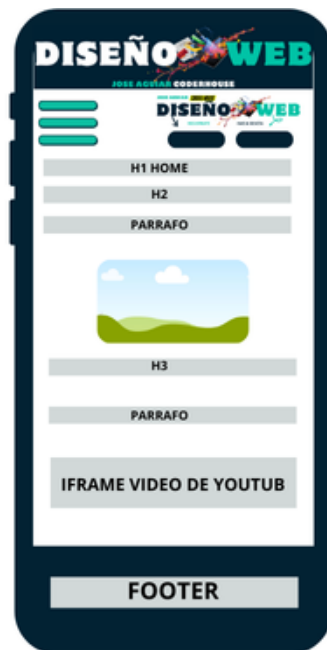 DISEÑO WEB
JOSE AGUIAR CODERHOUSE
DISEÑO WEB
H1 HOME
H2
PARRAFO
H3
PARRAFO
IFRAME VIDEO DE YOUTUB
FOOTER